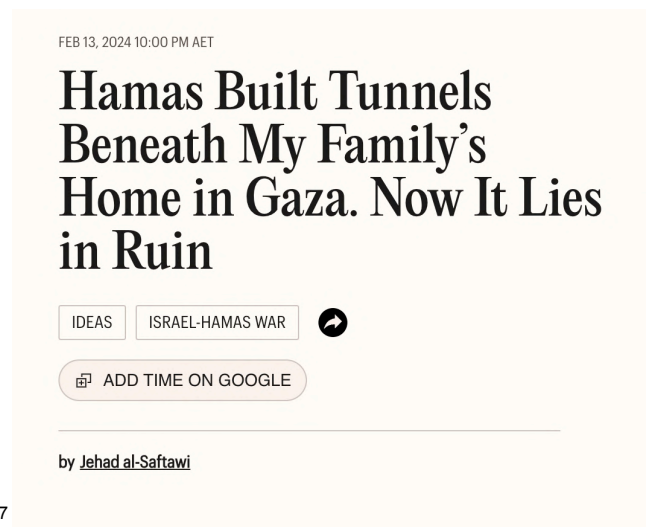 FEB 13, 2024 10:00 PM AET
Hamas Built Tunnels
Beneath My Family’s
Home in Gaza. Now It Lies
in Ruin
IDEAS ISRAEL-HAMAS WAR
ADD TIME ON GOOGLE
by Jehad al-Saftawi
7